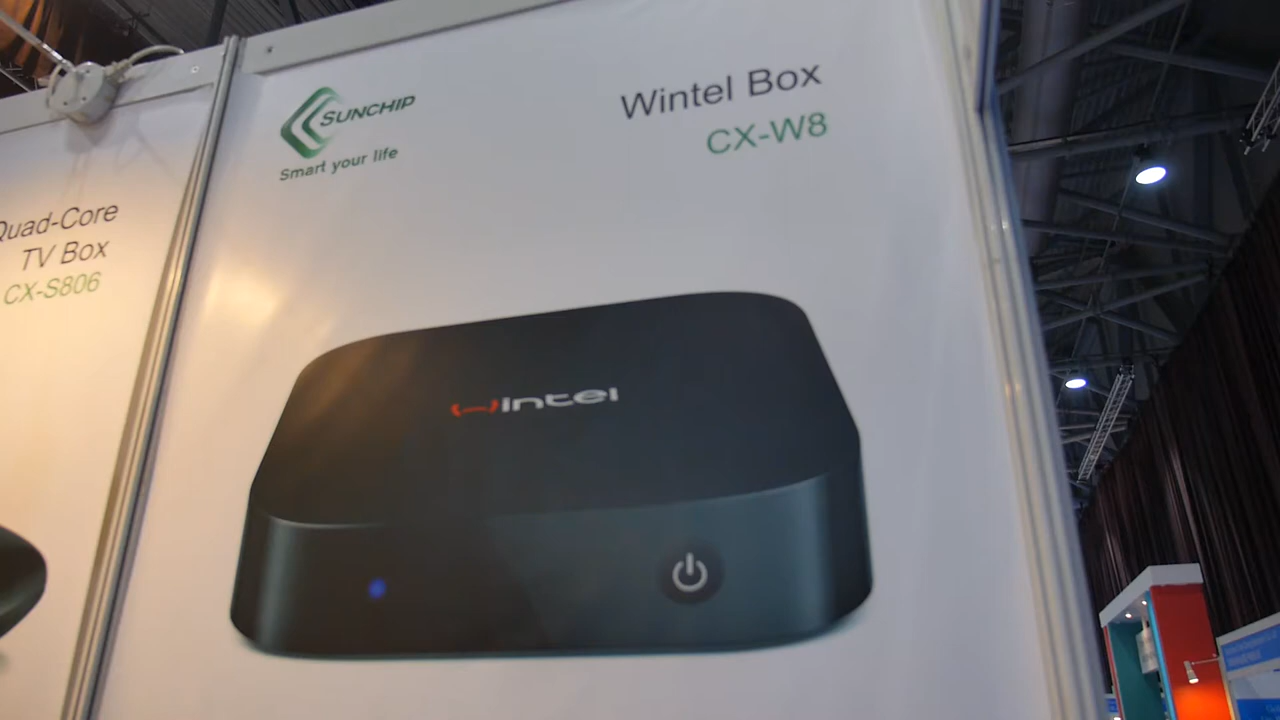 SUNCHIP
Smart your life
Wintel Box
CX-W8
Quad-Core
TV Box
CX-S806
wintel